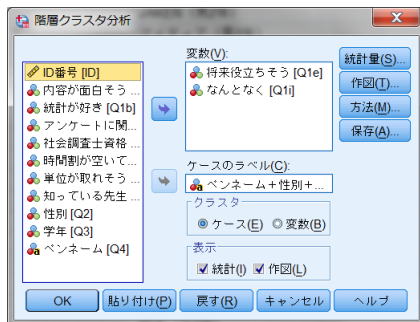 階層クラスタ分析
変数(V):
ID番号 [ID]
内容が面白そう ...
統計が好き [Q1b]
アンケートに関...
社会調査士資格 ...
時間割が空いて...
単位が取れそう ...
知っている先生 ...
性別 [Q2]
学年 [Q3]
ペンネーム [Q4]
将来役立ちそう [Q1e]
なんとなく [Q1i]
統計量(S)...
作図(T)...
方法(M)...
保存(A)...
ケースのラベル(C):
ペンネーム+性別+...
クラスタ
ケース(E) 変数(B)
表示
統計(I) 作図(L)
OK 貼り付け(P) 戻す(R) キャンセル ヘルプ